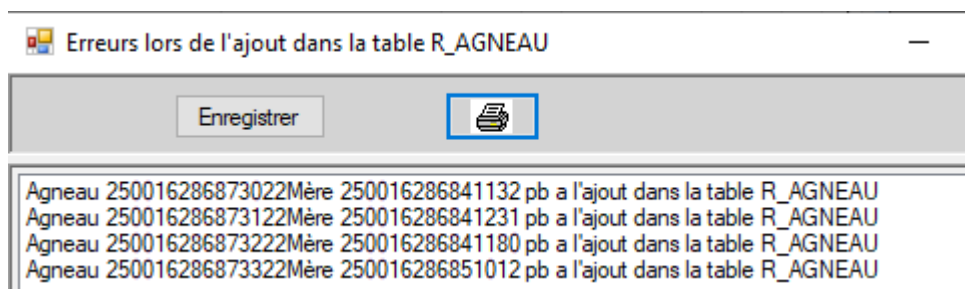 Erreurs lors de l'ajout dans la table R_AGNEAU
Enregistrer
Agneau 250016286873022Mère 250016286841132 pb a l'ajout dans la table R_AGNEAU
Agneau 250016286873122Mère 250016286841231 pb a l'ajout dans la table R_AGNEAU
Agneau 250016286873222Mère 250016286841180 pb a l'ajout dans la table R_AGNEAU
Agneau 250016286873322Mère 250016286851012 pb a l'ajout dans la table R_AGNEAU